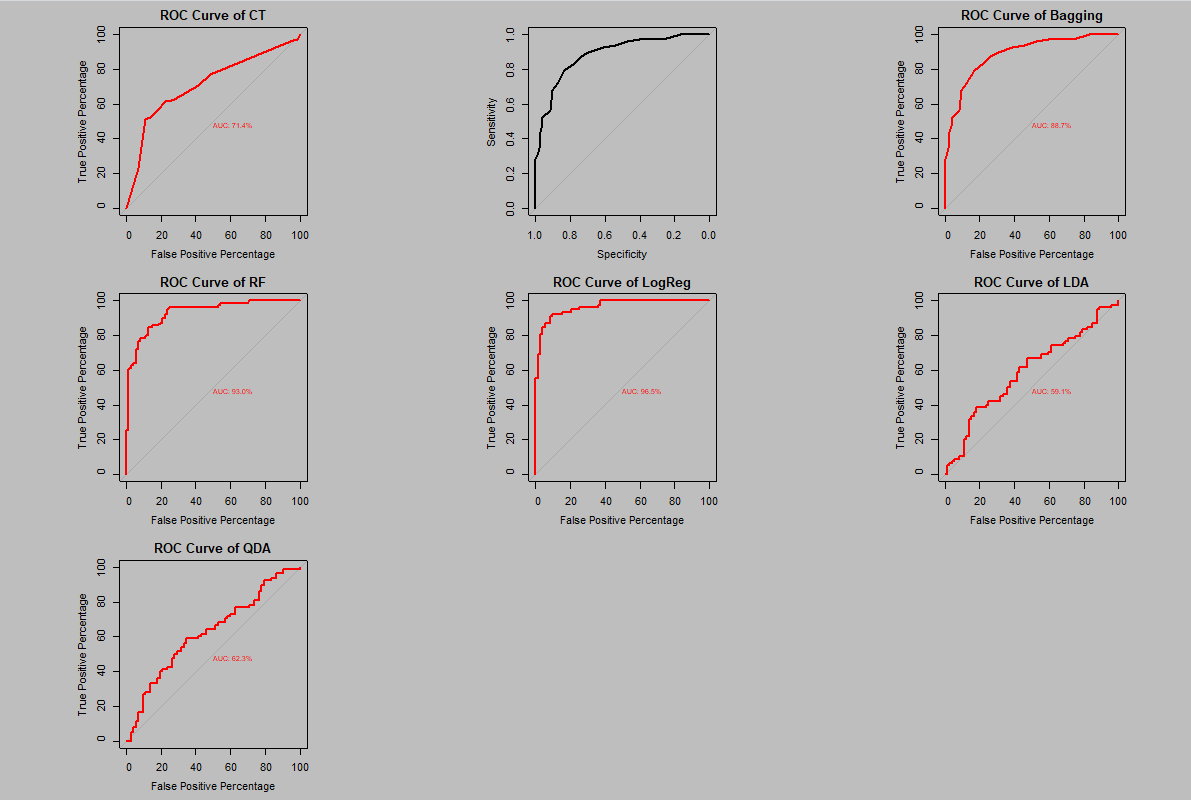 ROC Curve of CT
True Positive Percentage
0 20 40 60 80 100
AUC: 71.4%
0 20 40 60 80 100
False Positive Percentage
Sensitivity
0.0 0.2 0.4 0.6 0.8 1.0
1.0 0.8 0.6 0.4 0.2 0.0
Specificity
ROC Curve of Bagging
True Positive Percentage
0 20 40 60 80 100
AUC: 88.7%
0 20 40 60 80 100
False Positive Percentage
ROC Curve of RF
True Positive Percentage
0 20 40 60 80 100
AUC: 93.0%
0 20 40 60 80 100
False Positive Percentage
ROC Curve of LogReg
True Positive Percentage
0 20 40 60 80 100
AUC: 96.5%
0 20 40 60 80 100
False Positive Percentage
ROC Curve of LDA
True Positive Percentage
0 20 40 60 80 100
AUC: 59.1%
0 20 40 60 80 100
False Positive Percentage
ROC Curve of QDA
True Positive Percentage
0 20 40 60 80 100
AUC: 62.3%
0 20 40 60 80 100
False Positive Percentage